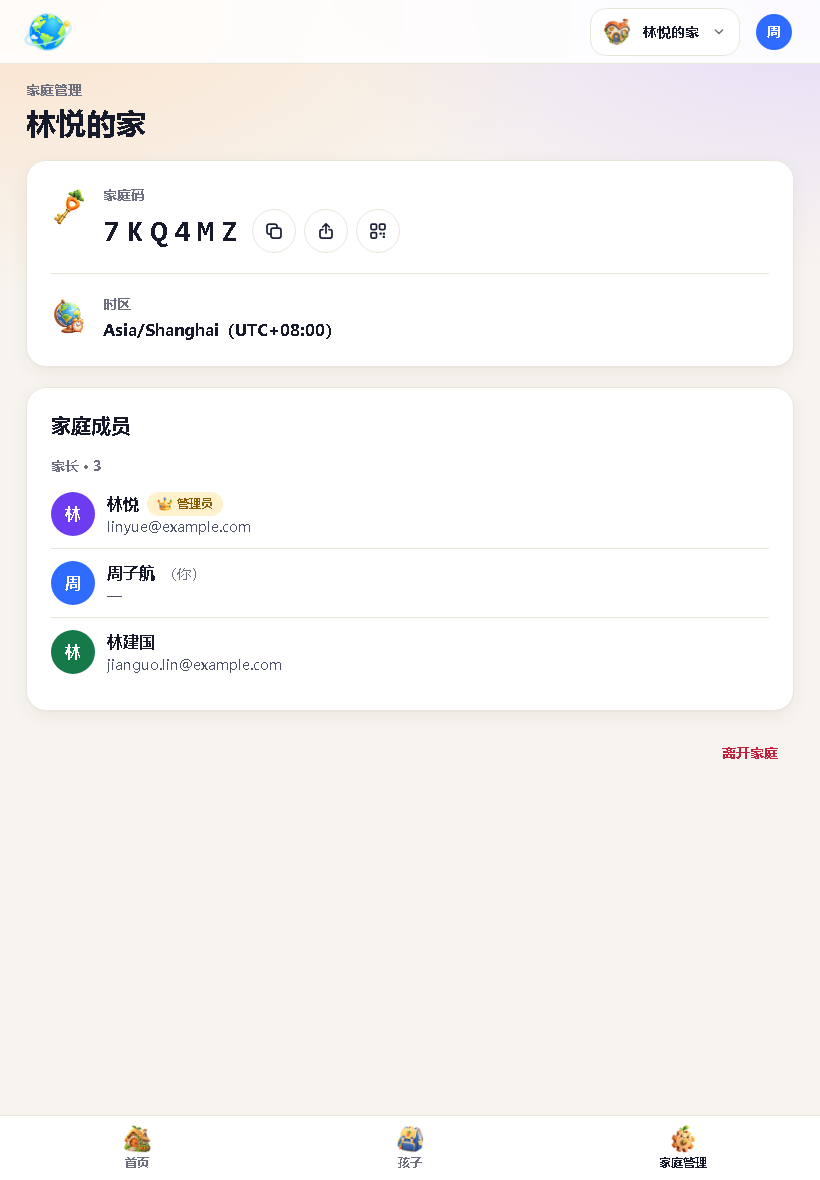 林悦的家
周
家庭管理
林悦的家
家庭码
7KQ4MZ
时区
Asia/Shanghai（UTC+08:00）
家庭成员
家长 • 3
林
林悦
管理员
linyue@example.com
周
周子航 （你）
—
林
林建国
jianguo.lin@example.com
离开家庭
首页
孩子
家庭管理